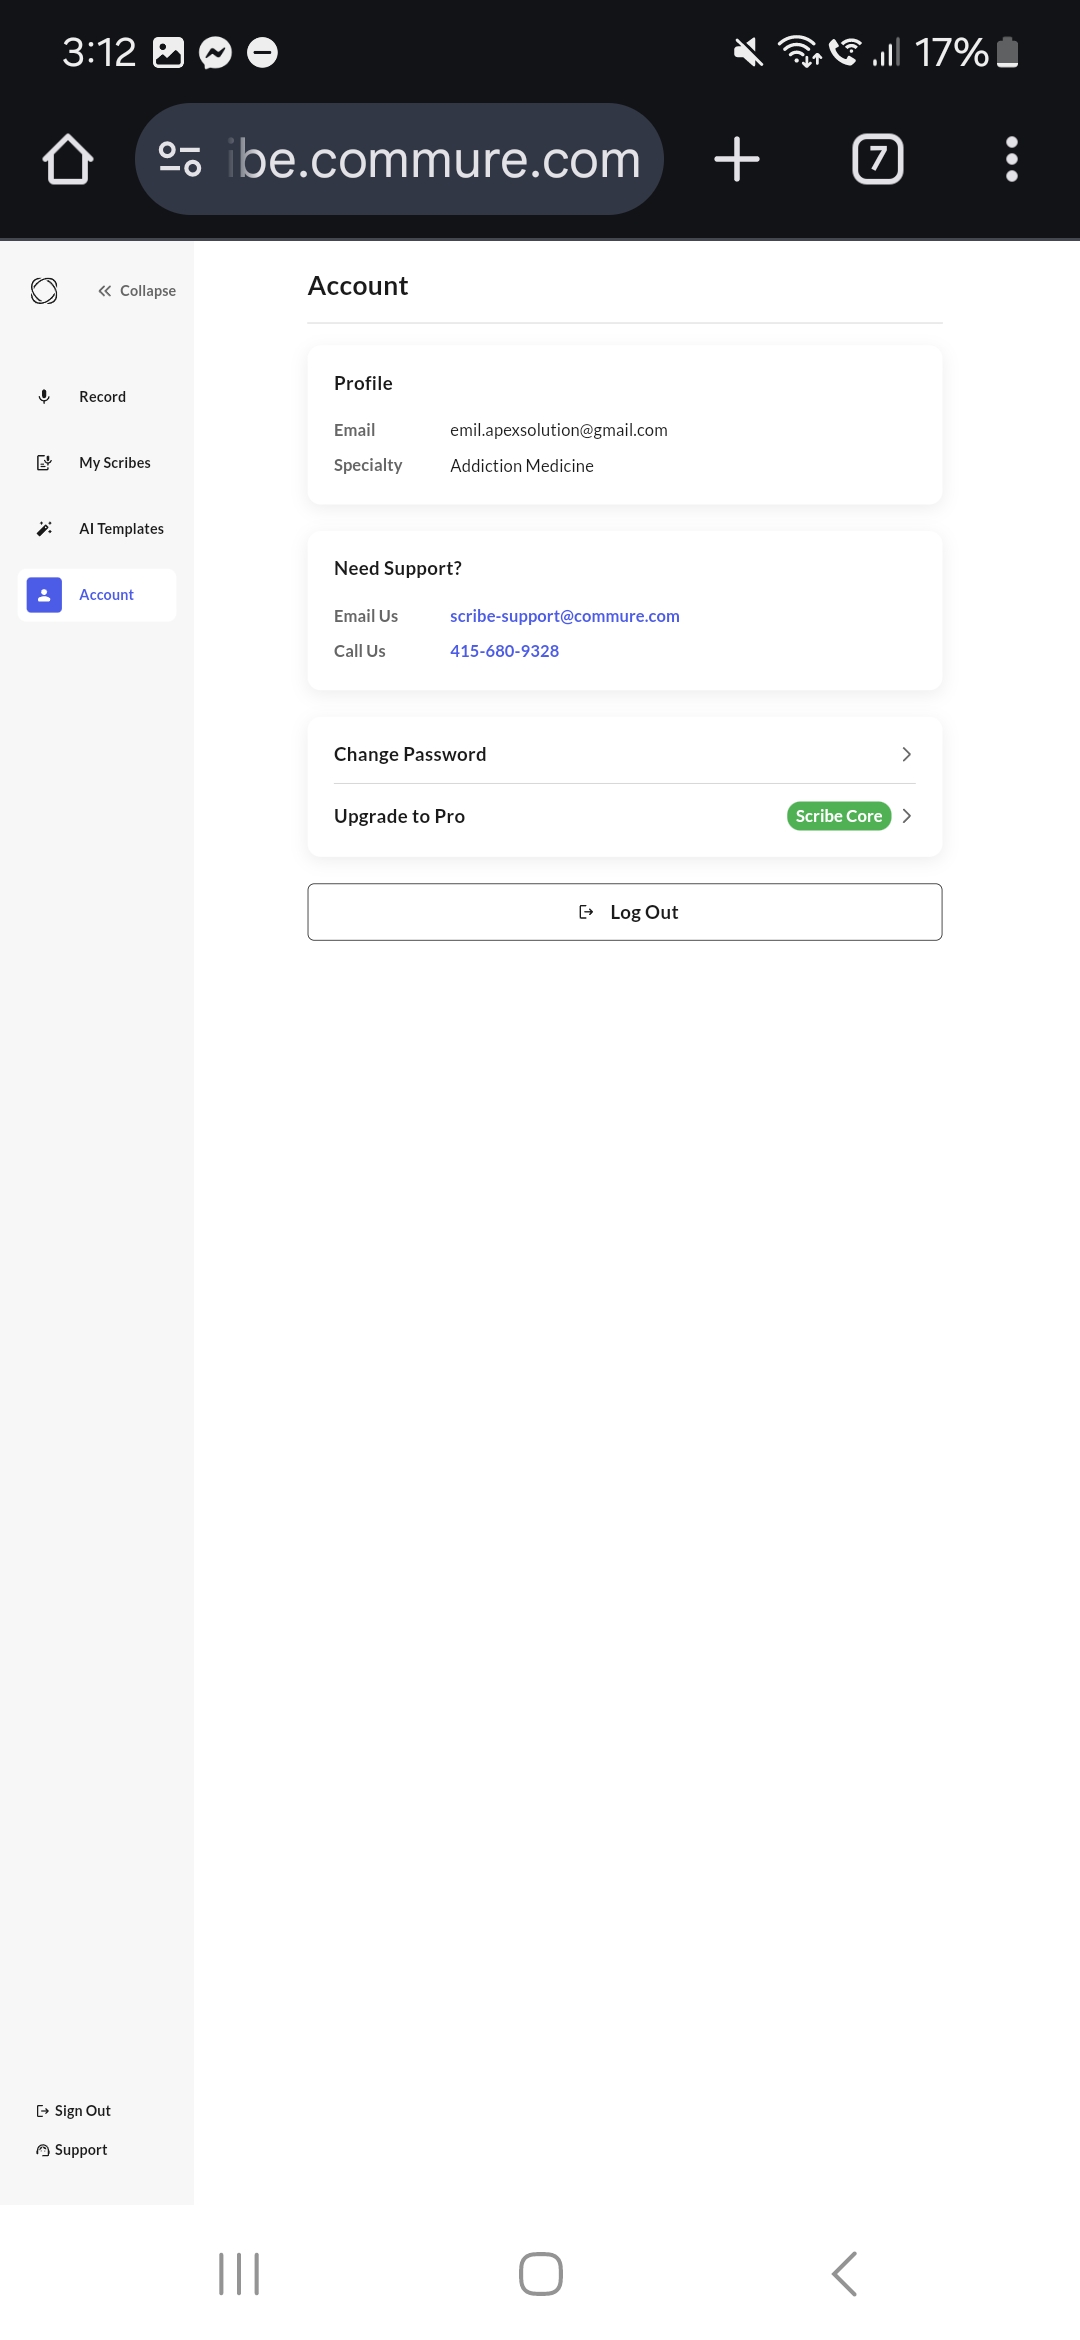 3:12
17%
ibe.commure.com
7
Collapse
Record
My Scribes
AI Templates
Account
Account
Profile
Email emil.apexsolution@gmail.com
Specialty Addiction Medicine
Need Support?
Email Us scribe-support@commure.com
Call Us 415-680-9328
Change Password
Upgrade to Pro Scribe Core
Log Out
Sign Out
Support